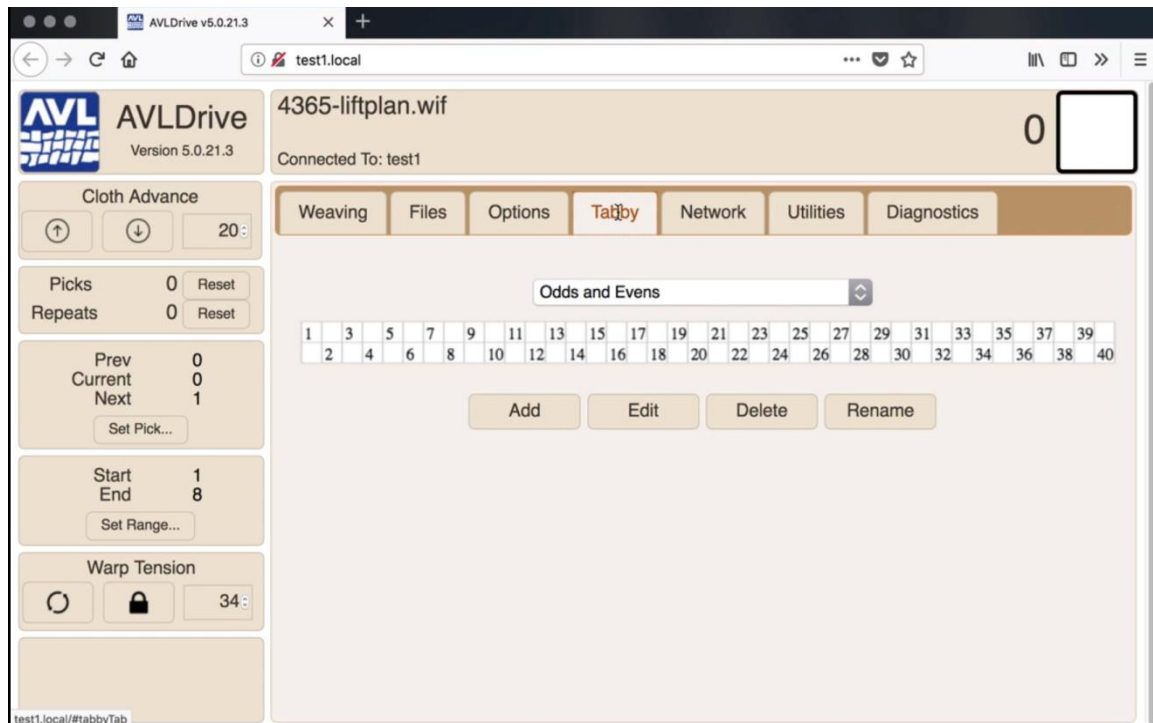 AVLDrive v5.0.21.3
test1.local
AVL
AVLDrive
Version 5.0.21.3
4365-liftplan.wif
Connected To: test1
0
Cloth Advance
20
Picks 0 Reset
Repeats 0 Reset
Prev 0
Current 0
Next 1
Set Pick...
Start 1
End 8
Set Range...
Warp Tension
34
Weaving Files Options Tabby Network Utilities Diagnostics
Odds and Evens
1 3 5 7 9 11 13 15 17 19 21 23 25 27 29 31 33 35 37 39
2 4 6 8 10 12 14 16 18 20 22 24 26 28 30 32 34 36 38 40
Add Edit Delete Rename
test1.local/#tabbyTab